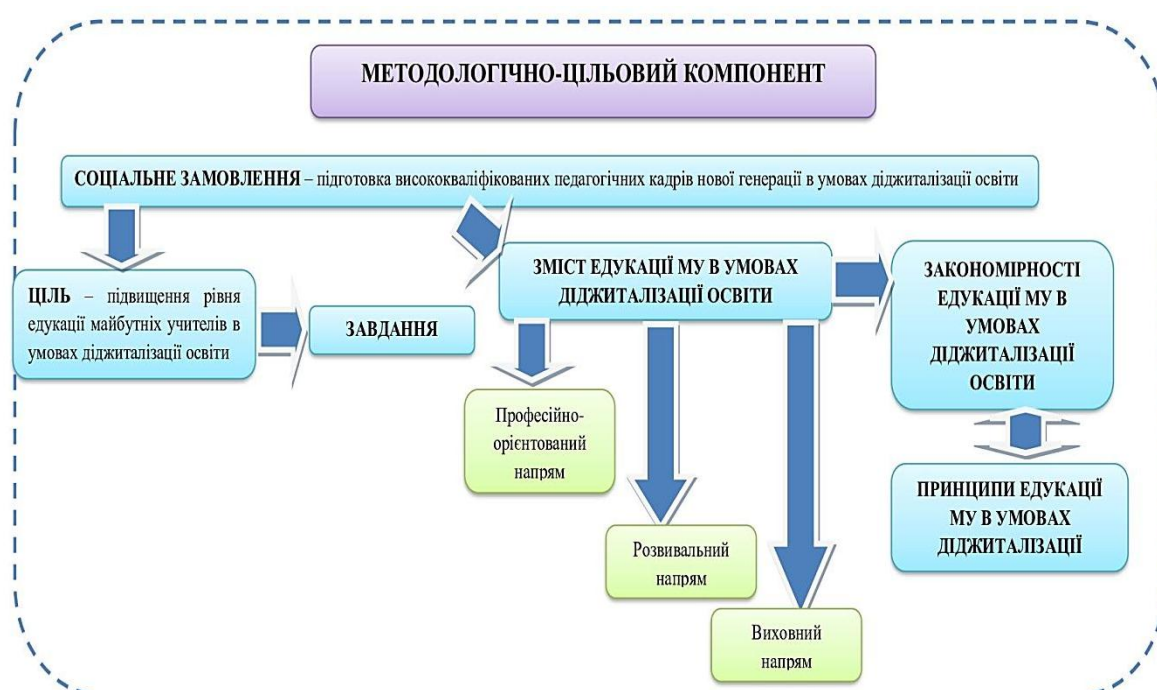 МЕТОДОЛОГІЧНО-ЦІЛЬОВИЙ КОМПОНЕНТ
СОЦІАЛЬНЕ ЗАМОВЛЕННЯ – підготовка висококваліфікованих педагогічних кадрів нової генерації в умовах діджиталізації освіти
ЦІЛЬ – підвищення рівня
едукації майбутніх учителів в
умовах діджиталізації освіти
ЗАВДАННЯ
ЗМІСТ ЕДУКАЦІЇ МУ В УМОВАХ
ДІДЖИТАЛІЗАЦІЇ ОСВІТИ
ЗАКОНОМІРНОСТІ
ЕДУКАЦІЇ МУ В
УМОВАХ
ДІДЖИТАЛІЗАЦІЇ
ОСВІТИ
Професійно-
орієнтований
напрям
Розвивальний
напрям
Виховний
напрям
ПРИНЦИПИ ЕДУКАЦІЇ
МУ В УМОВАХ
ДІДЖИТАЛІЗАЦІЇ